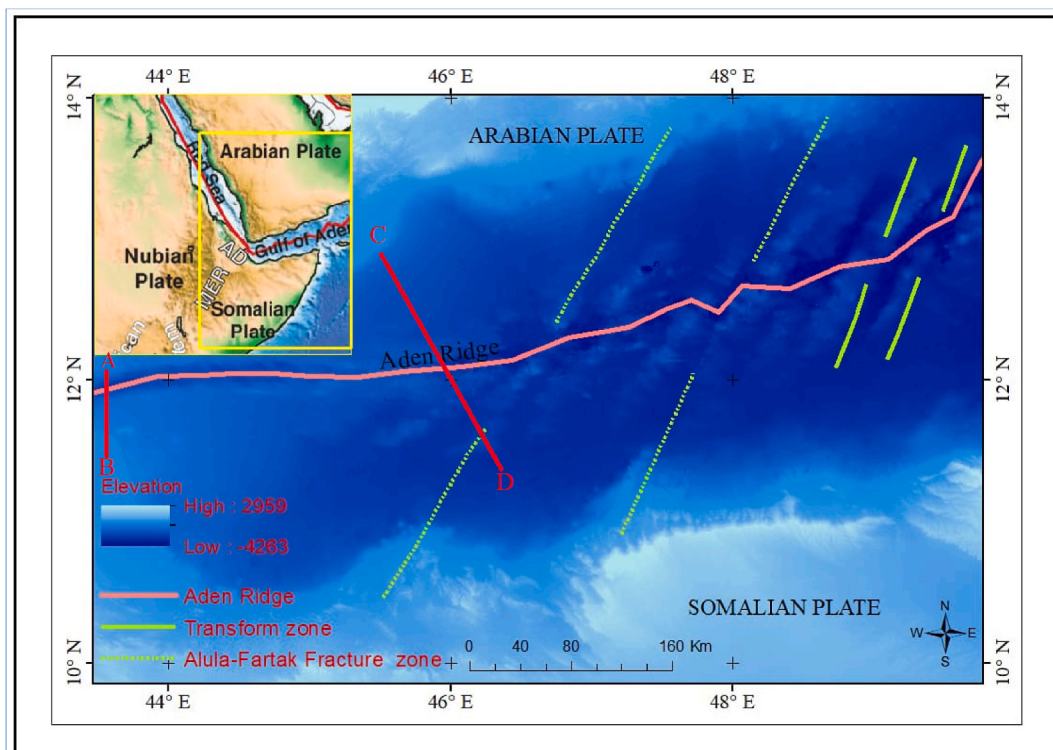 44° E 46° E 48° E
14° N 14° N
ARABIAN PLATE
Arabian Plate
Red Sea
Gulf of Aden
Nubian
Plate
AD
MER
Somalian
Plate
ican
C
Aden Ridge
A
12° N 12° N
B
D
Elevation
High : 2959
Low : -4263
Aden Ridge
Transform zone
Alula-Fartak Fracture zone
SOMALIAN PLATE
0 40 80 160 Km
N
W E
S
10° N 10° N
44° E 46° E 48° E